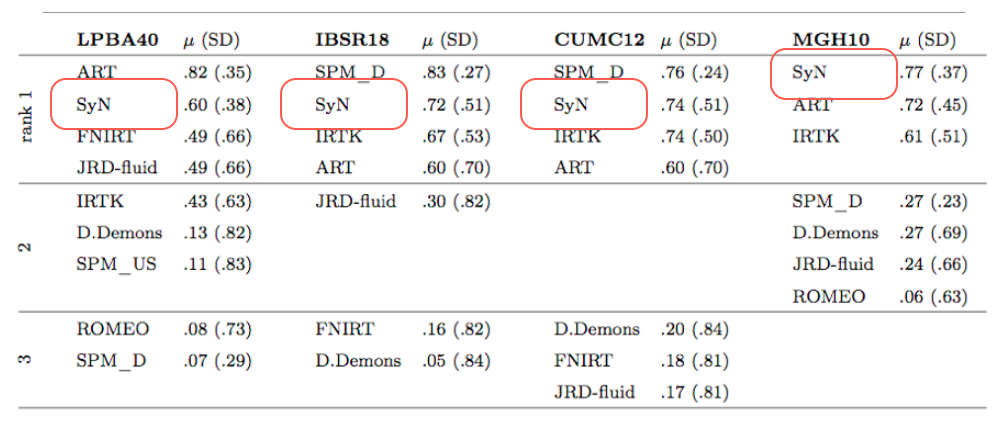 LPBA40 μ (SD) IBSR18 μ (SD) CUMC12 μ (SD) MGH10 μ (SD)
rank 1
ART .82 (.35) SPM_D .83 (.27) SPM_D .76 (.24) SyN .77 (.37)
SyN .60 (.38) SyN .72 (.51) SyN .74 (.51) ART .72 (.45)
FNIRT .49 (.66) IRTK .67 (.53) IRTK .74 (.50) IRTK .61 (.51)
JRD-fluid .49 (.66) ART .60 (.70) ART .60 (.70)
2
IRTK .43 (.63) JRD-fluid .30 (.82) SPM_D .27 (.23)
D.Demons .13 (.82) D.Demons .27 (.69)
SPM_US .11 (.83) JRD-fluid .24 (.66)
ROMEO .06 (.63)
3
ROMEO .08 (.73) FNIRT .16 (.82) D.Demons .20 (.84)
SPM_D .07 (.29) D.Demons .05 (.84) FNIRT .18 (.81)
JRD-fluid .17 (.81)